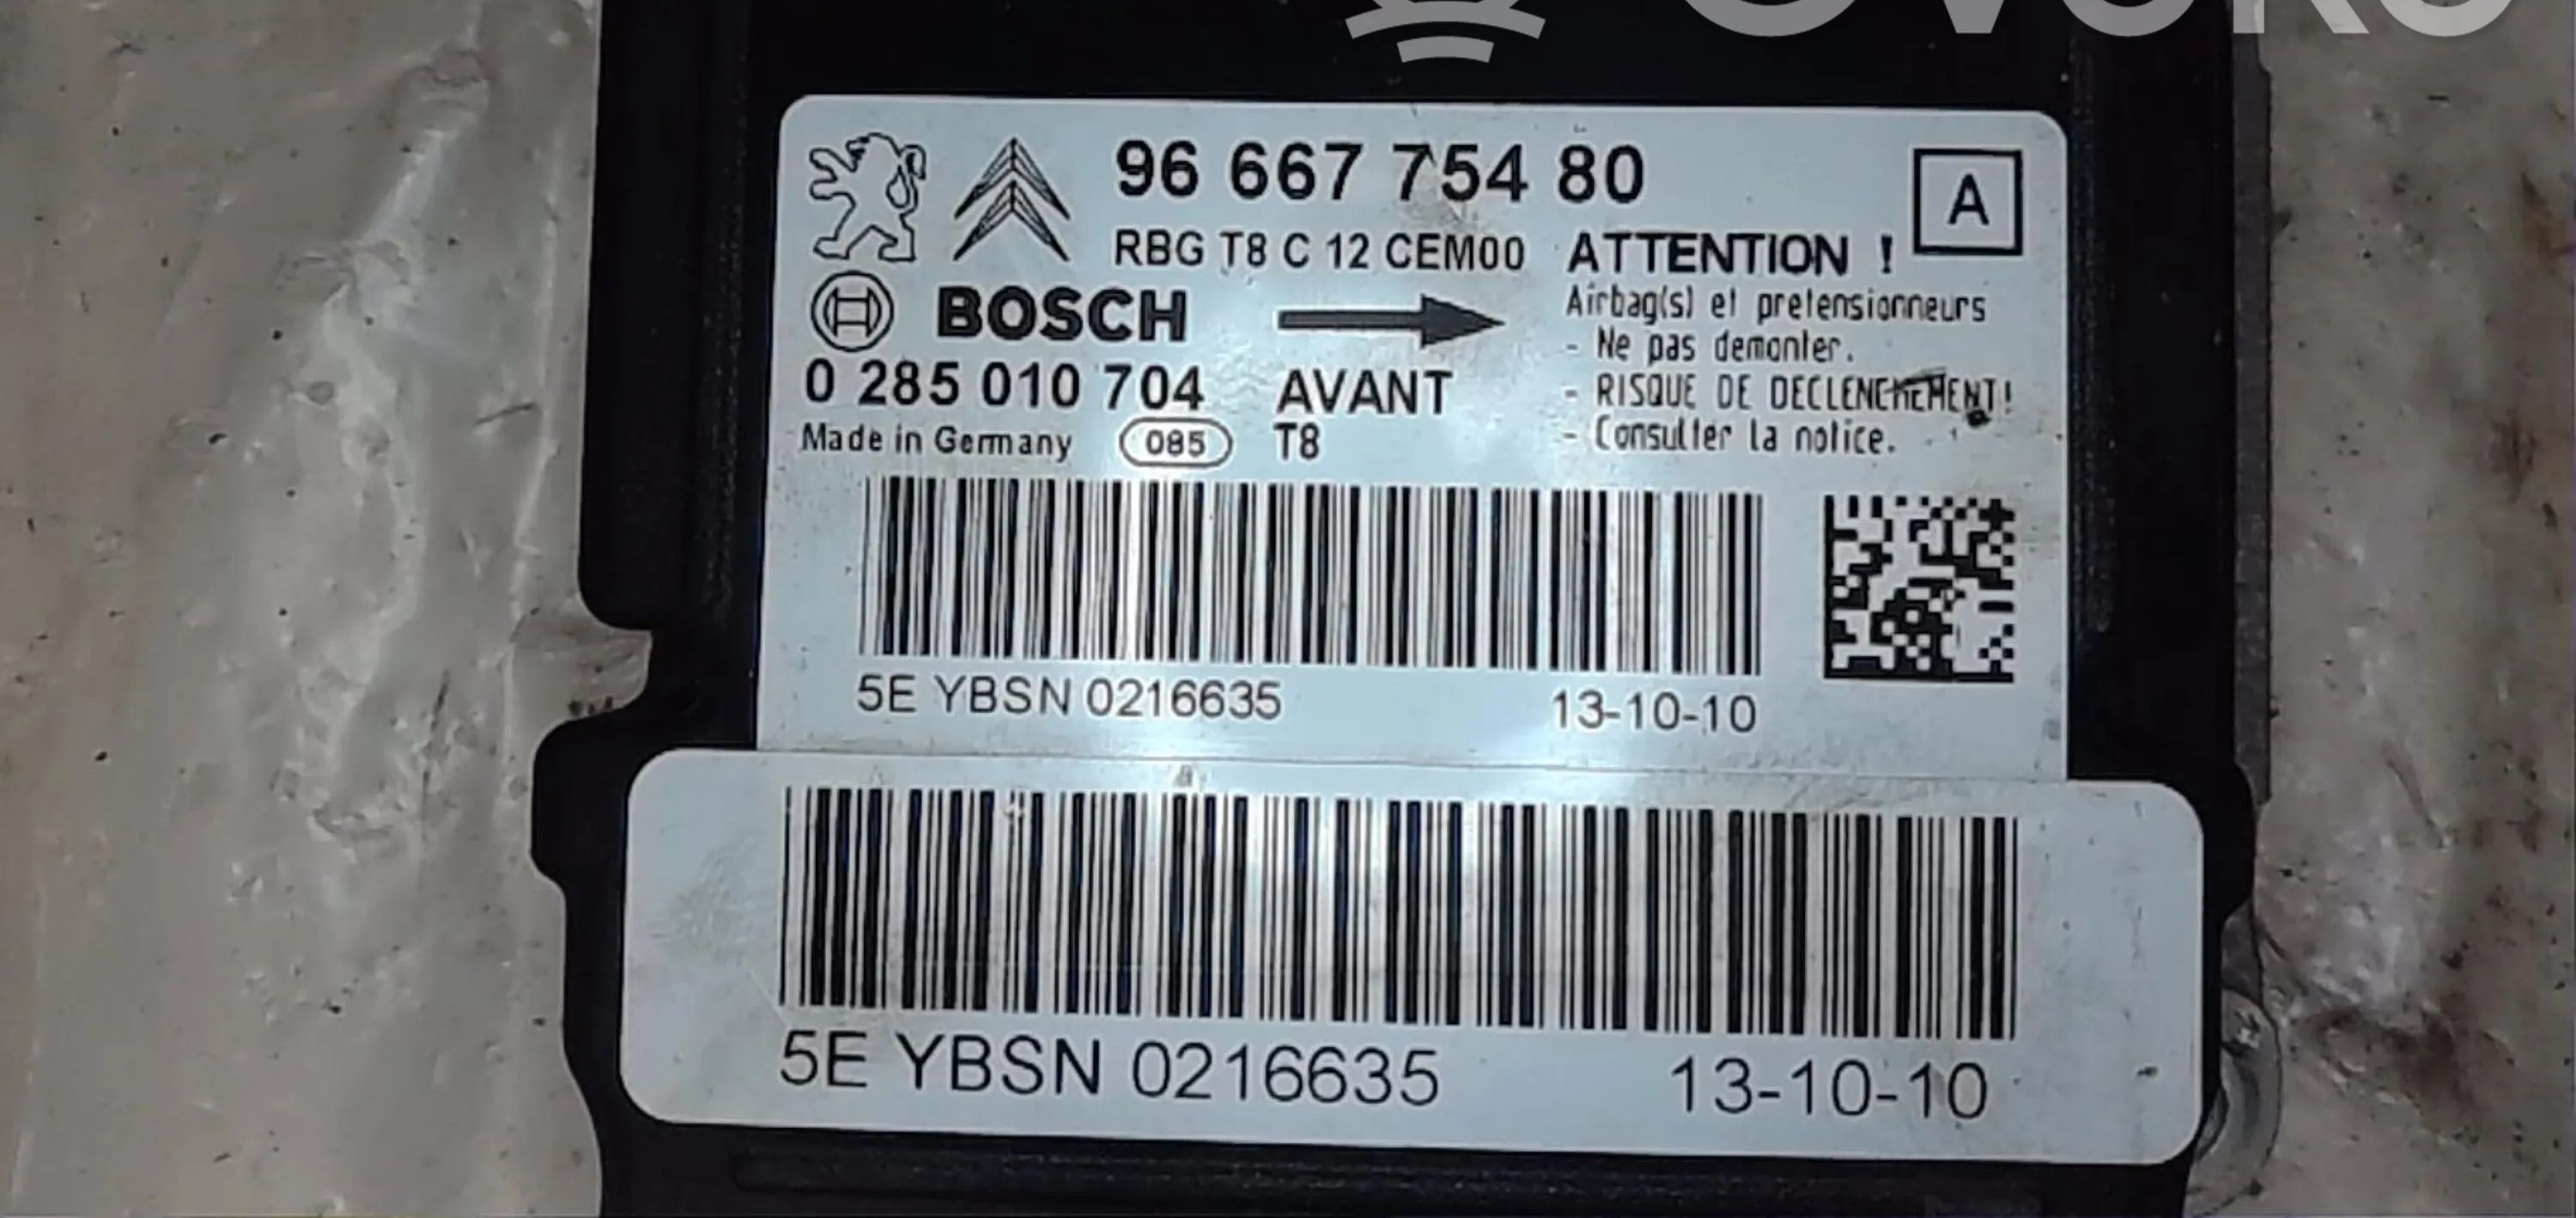 96 667 754 80
A
RBG T8 C 12 CEM00
ATTENTION !
BOSCH
Airbag(s) et pretensionneurs
- Ne pas demonter.
0 285 010 704
AVANT
- RISQUE DE DECLENCHEMENT!
Made in Germany
085
T8
- Consulter la notice.
5E YBSN 0216635
13-10-10
5E YBSN 0216635
13-10-10